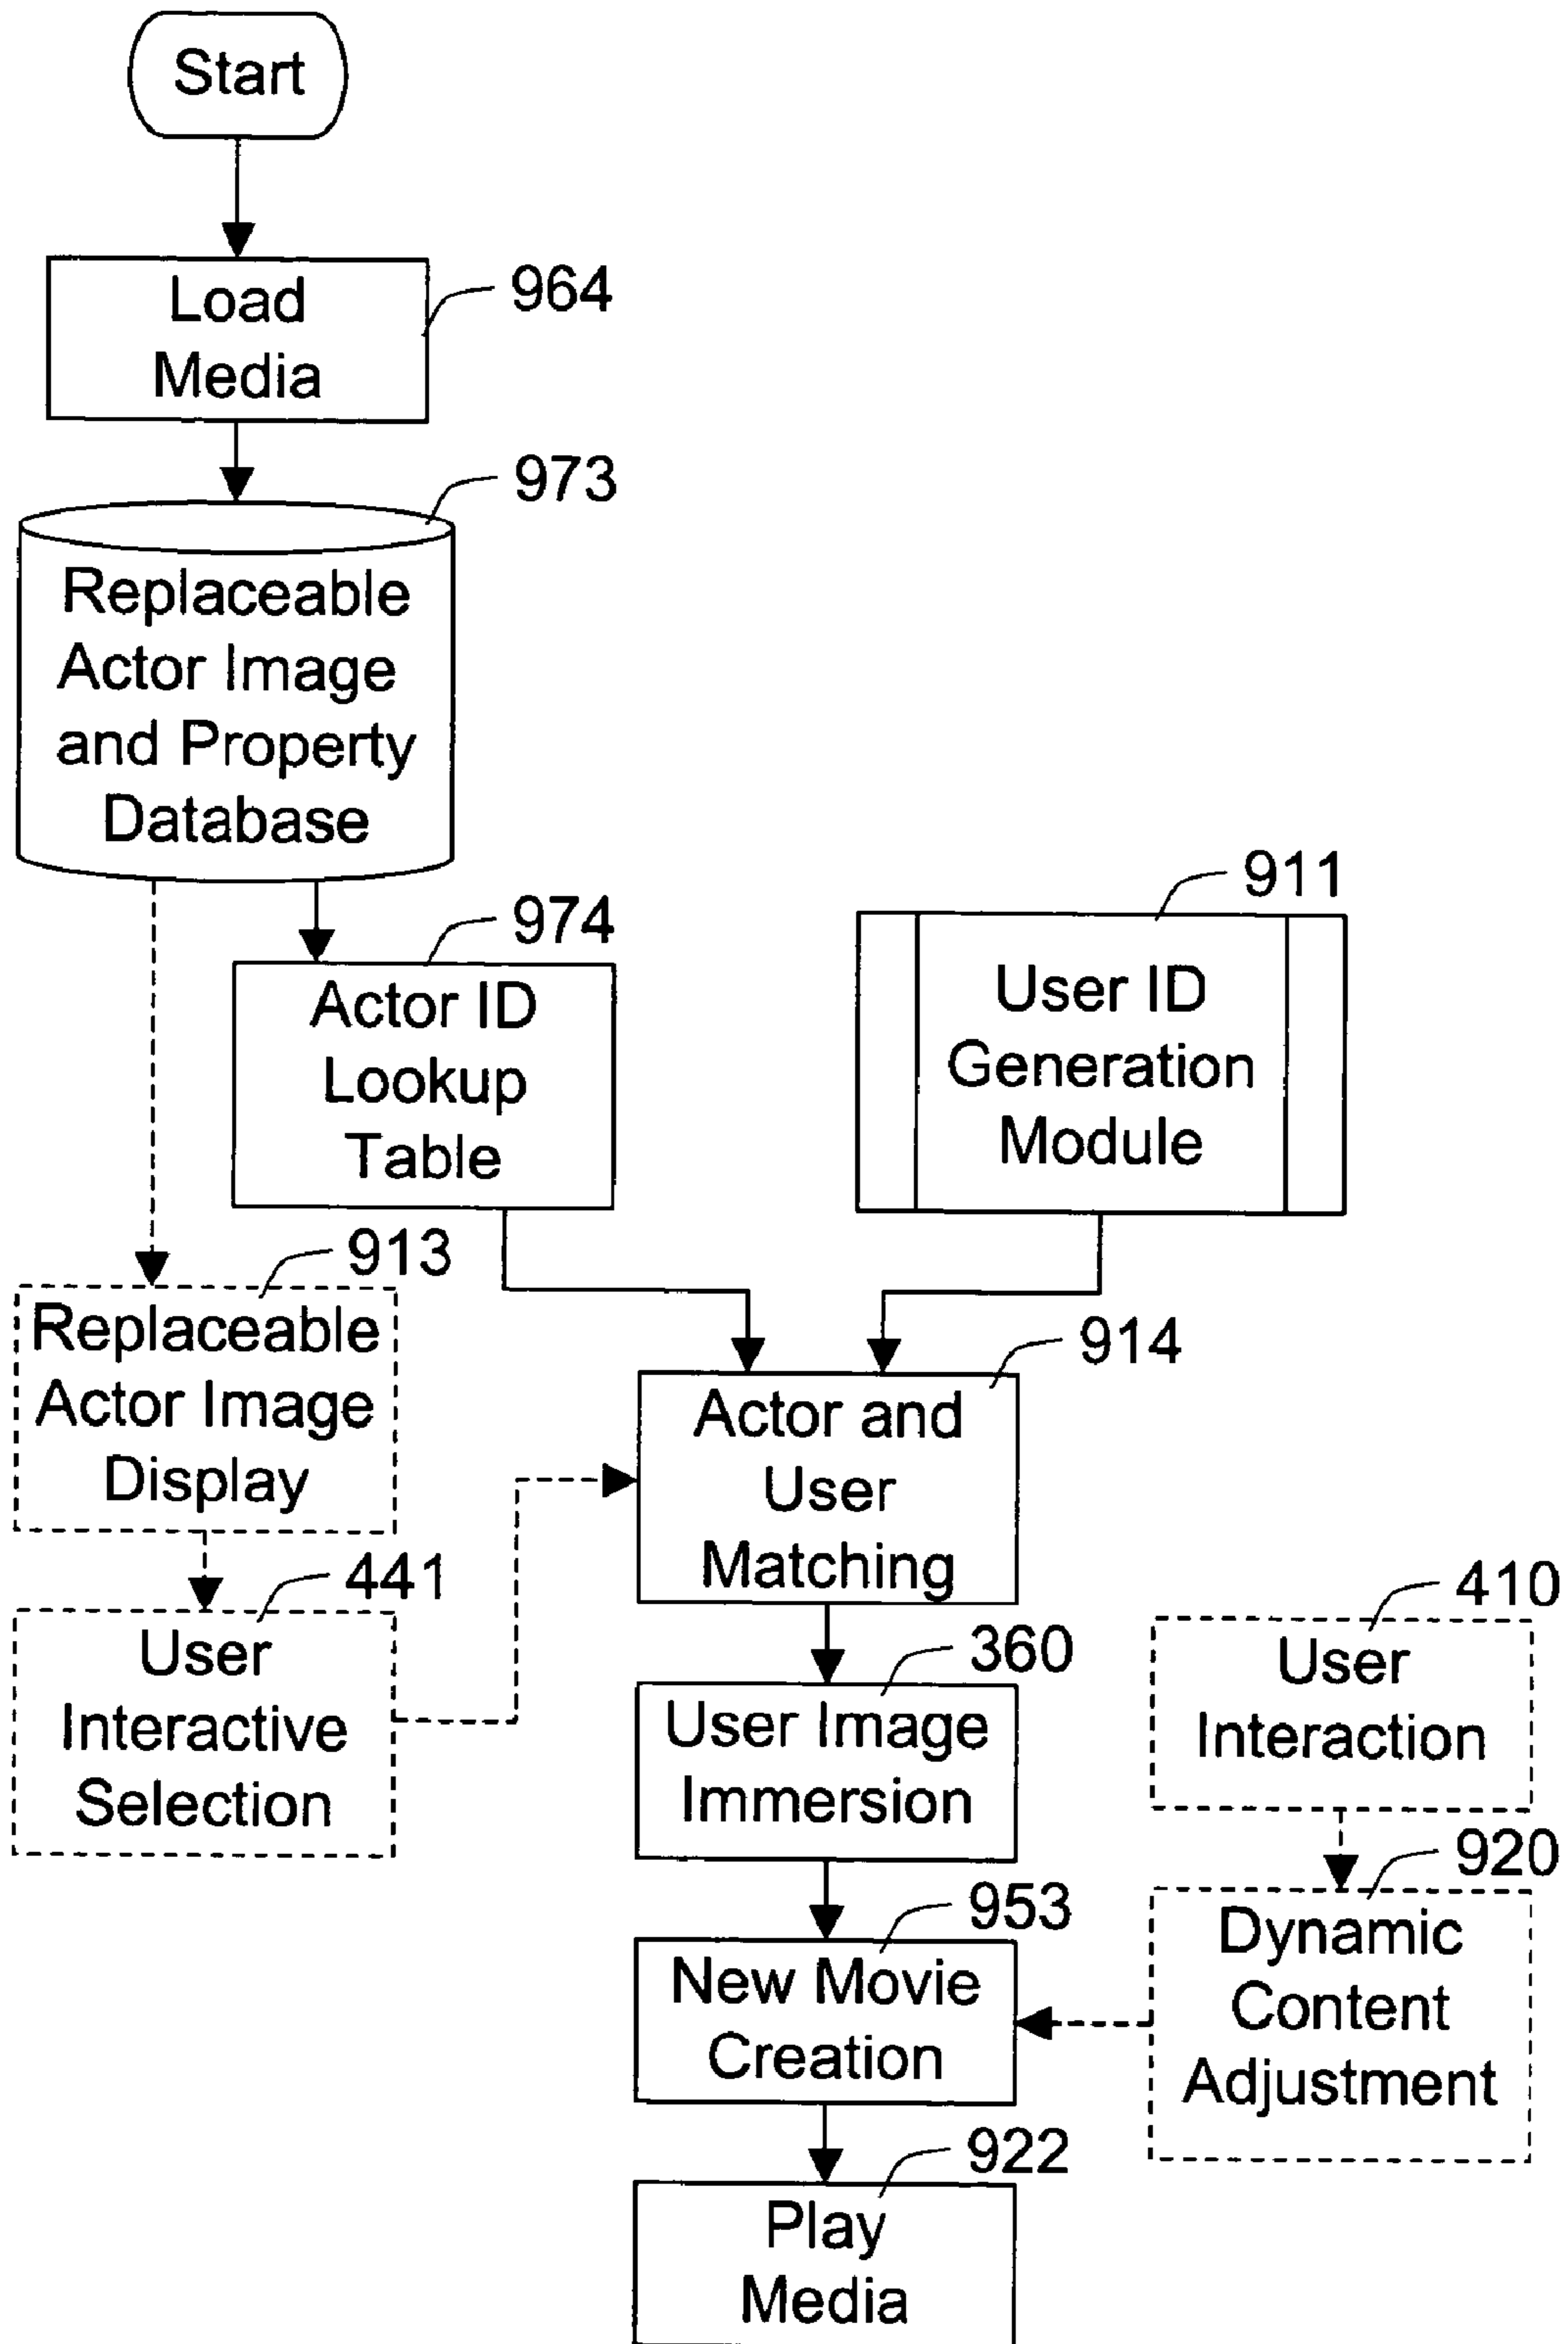 Start
Load
Media
964
973
Replaceable
Actor Image
and Property
Database
974
Actor ID
Lookup
Table
911
User ID
Generation
Module
913
Replaceable
Actor Image
Display
914
Actor and
User
Matching
441
User
Interactive
Selection
360
User Image
Immersion
410
User
Interaction
920
Dynamic
Content
Adjustment
953
New Movie
Creation
922
Play
Media